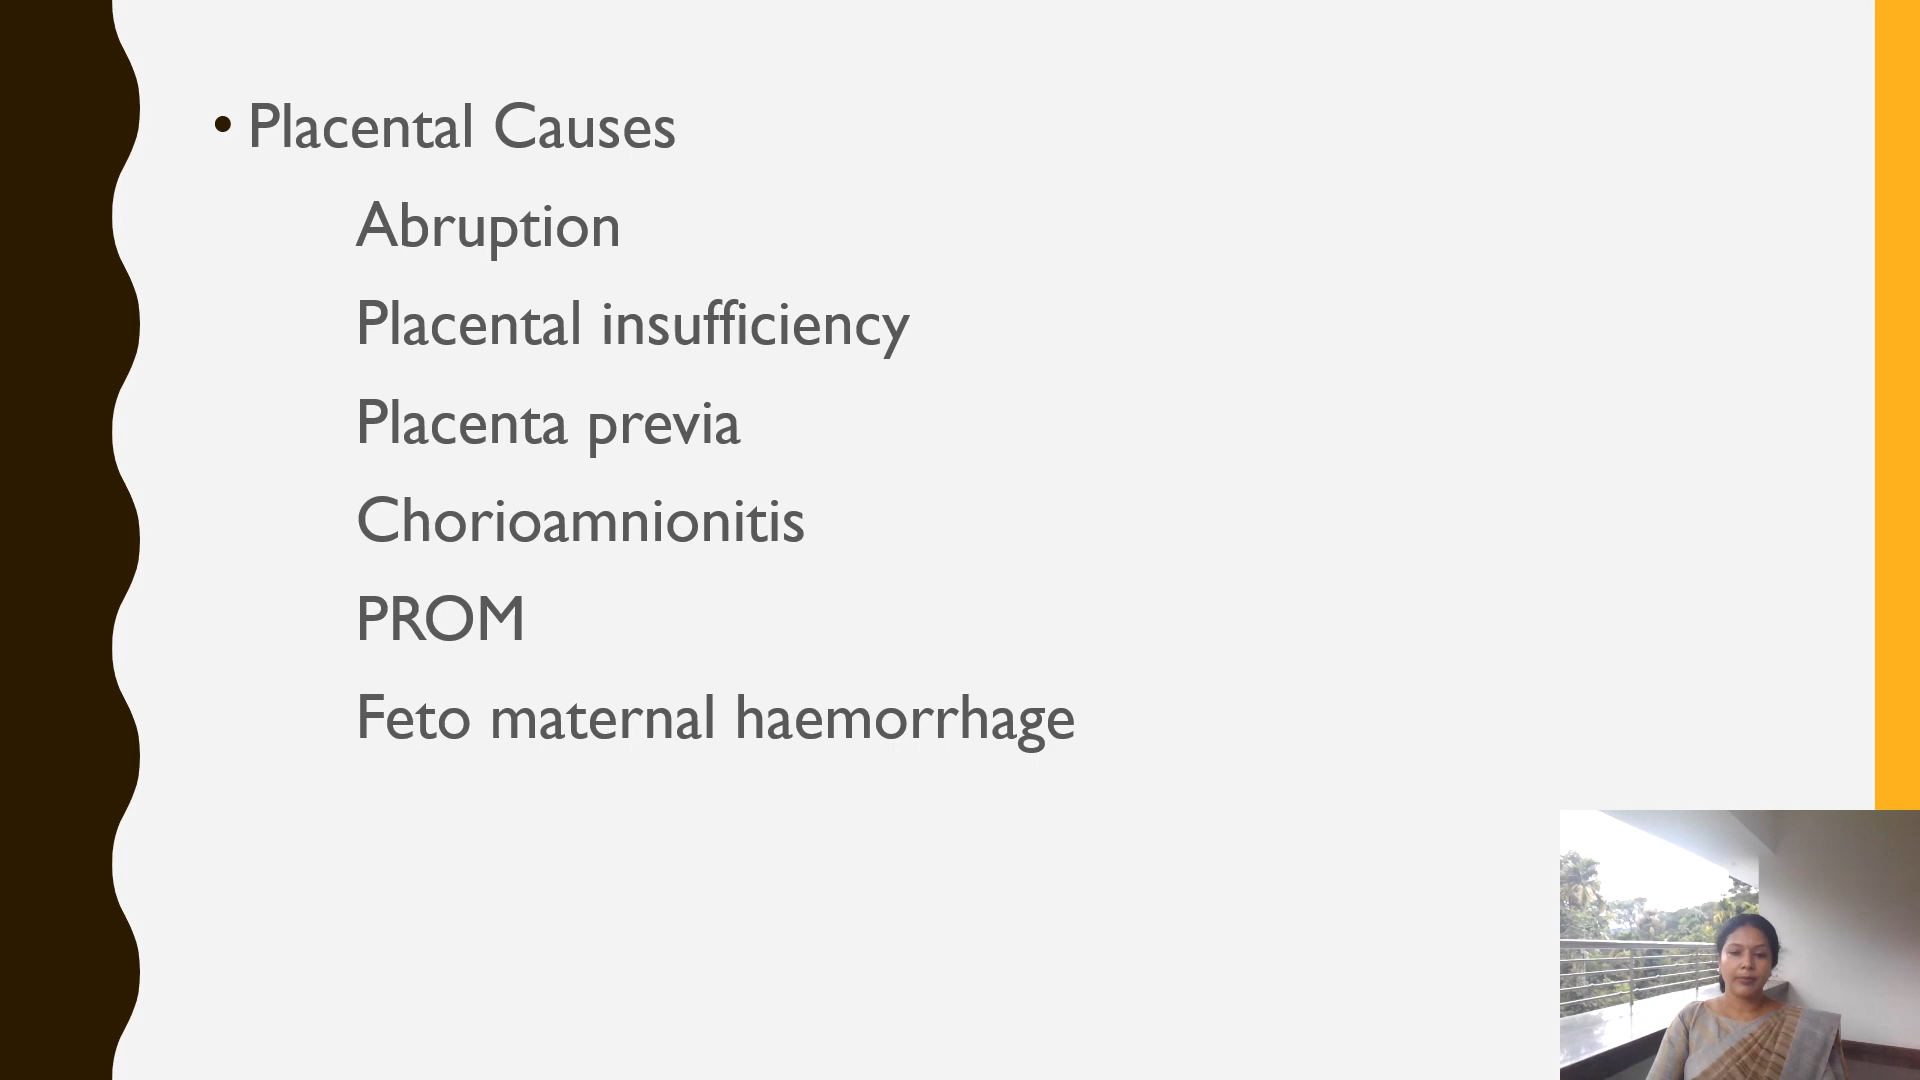 • Placental Causes
Abruption
Placental insufficiency
Placenta previa
Chorioamnionitis
PROM
Feto maternal haemorrhage